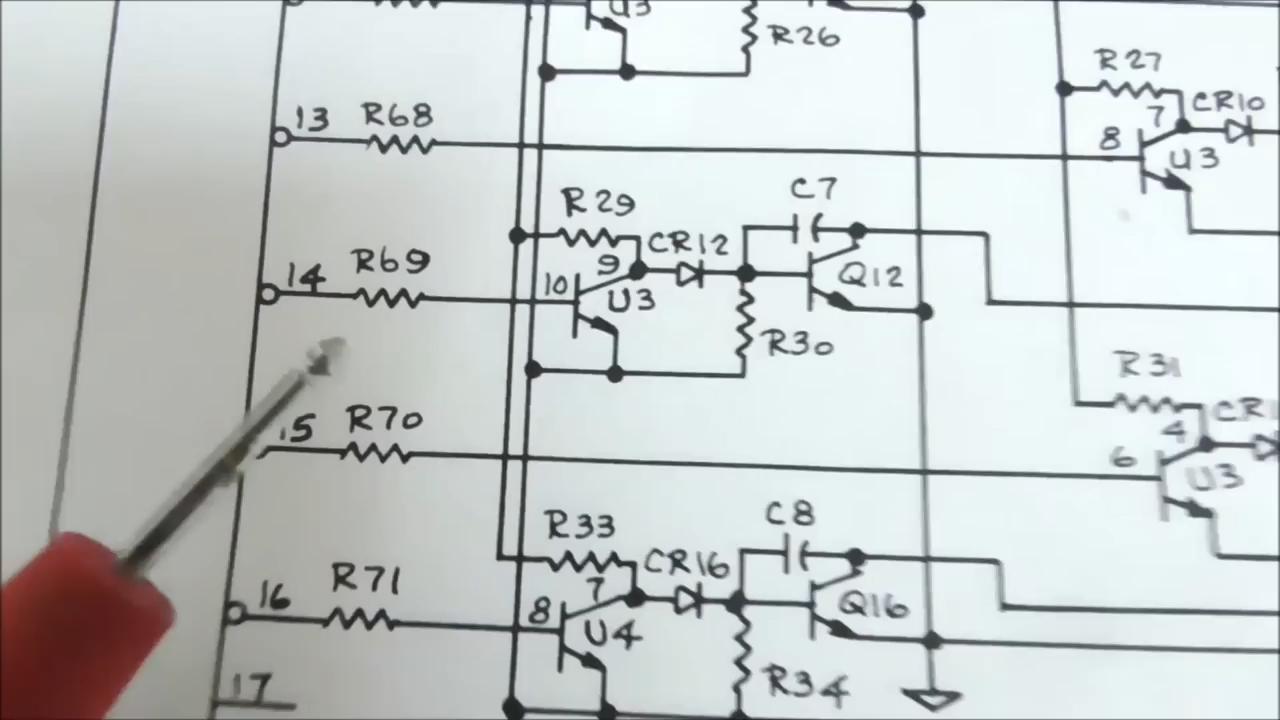 U3
R26
R27
13 R68
7 CR10
8 U3
R29 C7
14 R69
9 CR12
10 U3 Q12
R30
R31
15 R70
4 CR1
6 U3
R33 C8
16 R71
7 CR16
8 U4 Q16
17
R34